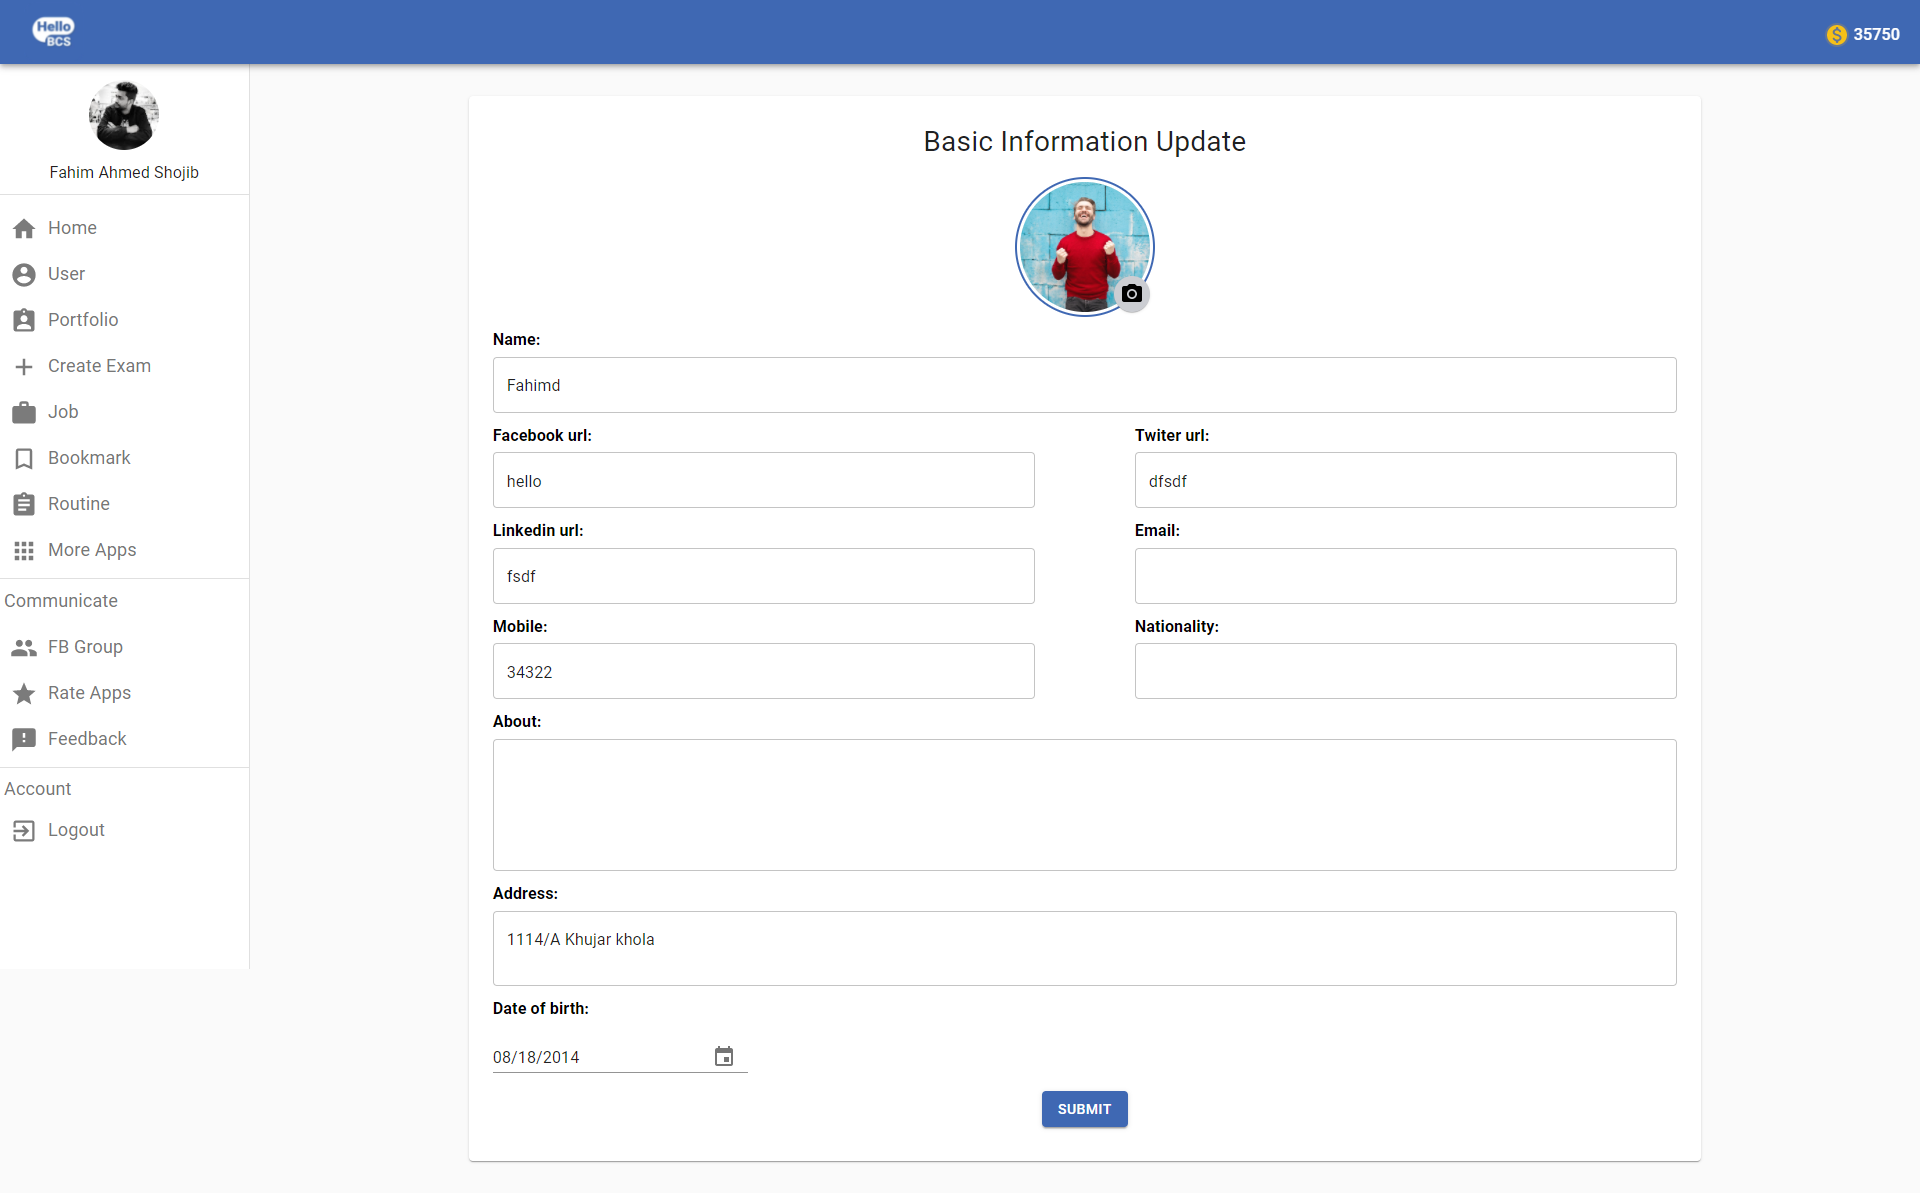 Hello
BCS
35750
Fahim Ahmed Shojib
Home
User
Portfolio
Create Exam
Job
Bookmark
Routine
More Apps
Communicate
FB Group
Rate Apps
Feedback
Account
Logout
Basic Information Update
Name:
Fahimd
Facebook url:
hello
Twiter url:
dfsdf
Linkedin url:
fsdf
Email:
Mobile:
34322
Nationality:
About:
Address:
1114/A Khujar khola
Date of birth:
08/18/2014
SUBMIT